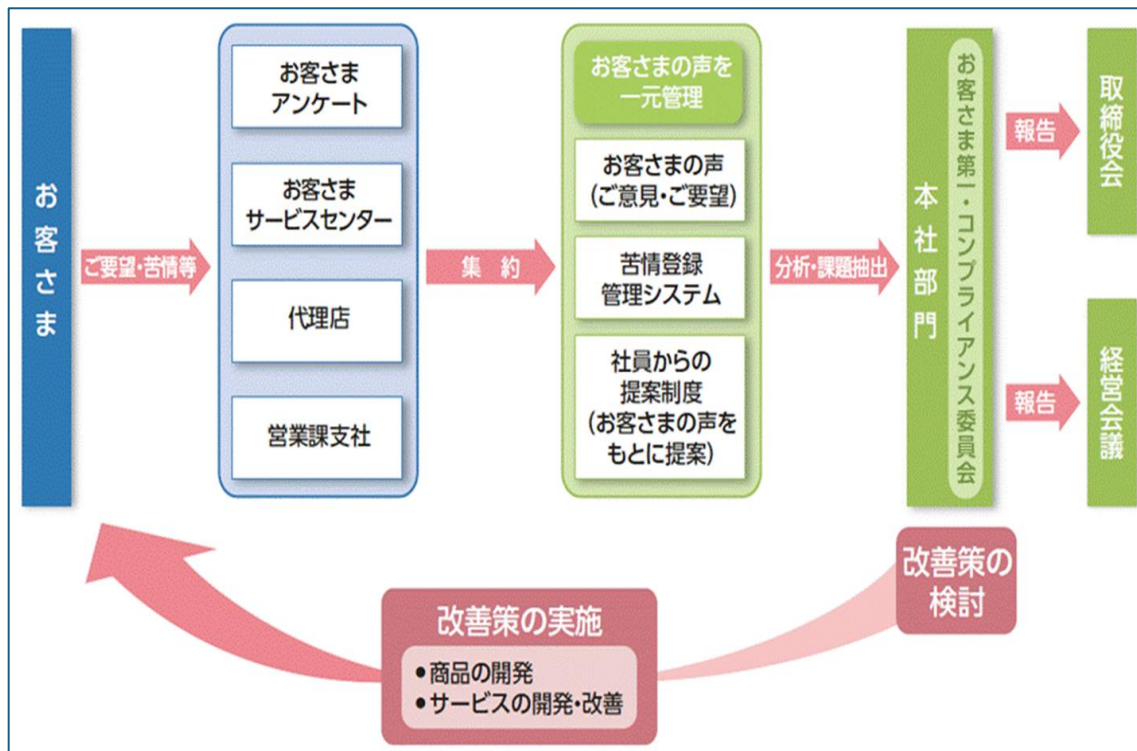 お客さま
ご要望・苦情等
お客さま
アンケート
お客さま
サービスセンター
代理店
営業課支社
集約
お客さまの声を
一元管理
お客さまの声
(ご意見・ご要望)
苦情登録
管理システム
社員からの
提案制度
(お客さまの声を
もとに提案)
分析・課題抽出
本社部門
お客さま第一・コンプライアンス委員会
報告
取締役会
報告
経営会議
改善策の
検討
改善策の実施
●商品の開発
●サービスの開発・改善